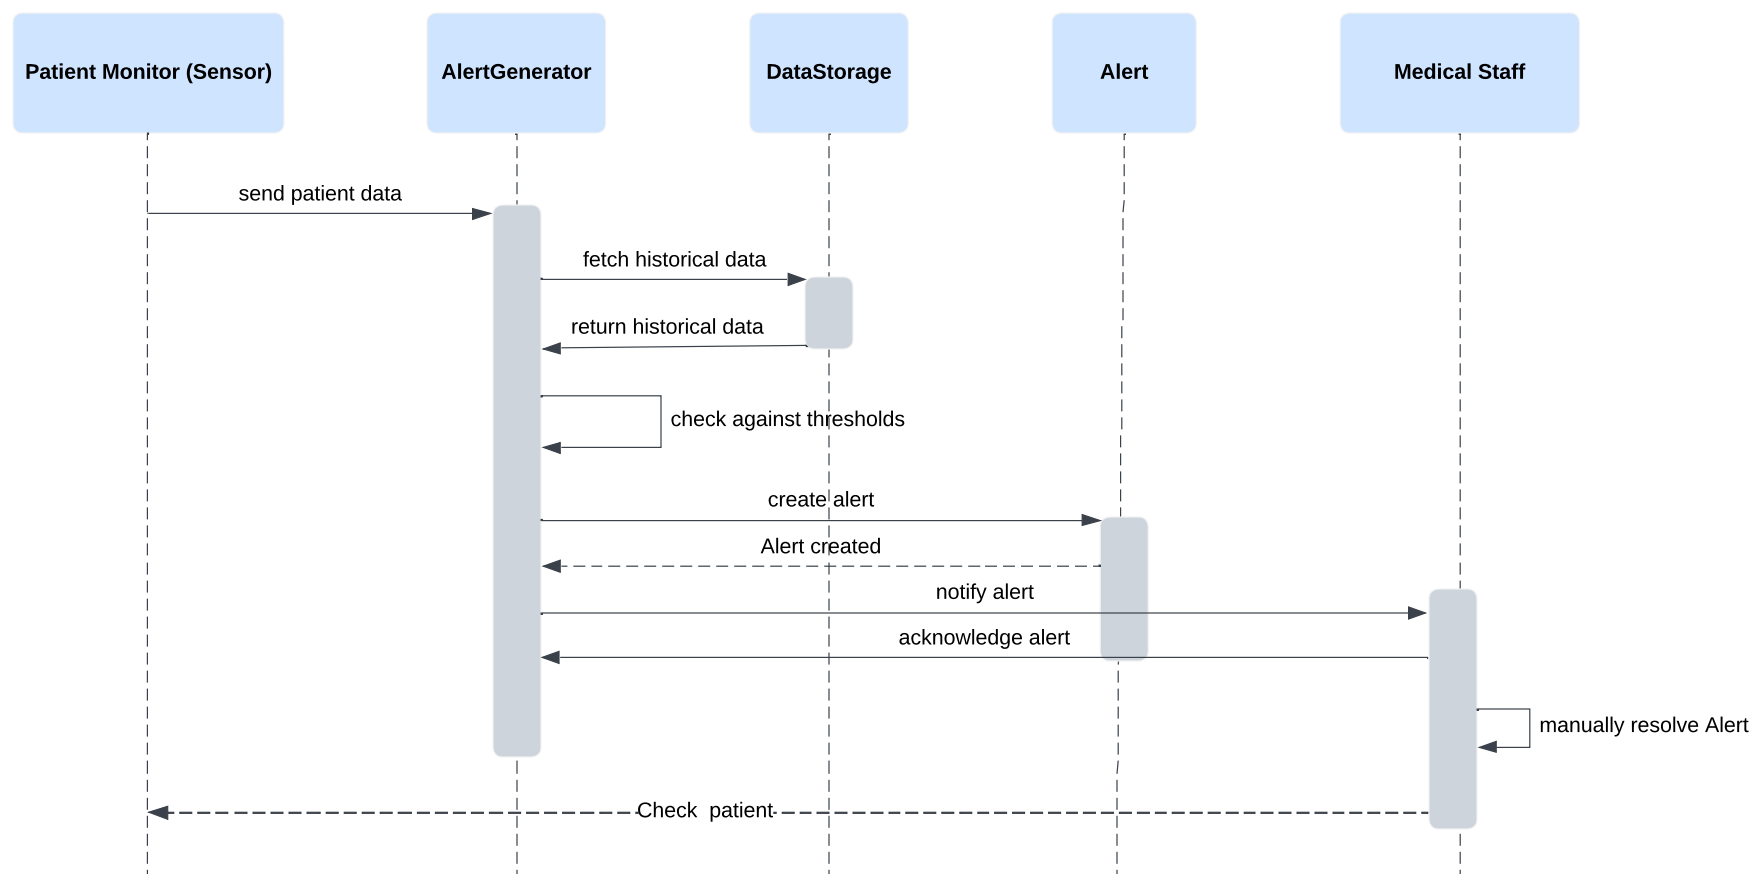 Patient Monitor (Sensor)
AlertGenerator
DataStorage
Alert
Medical Staff
send patient data
fetch historical data
return historical data
check against thresholds
create alert
Alert created
notify alert
acknowledge alert
manually resolve Alert
Check  patient